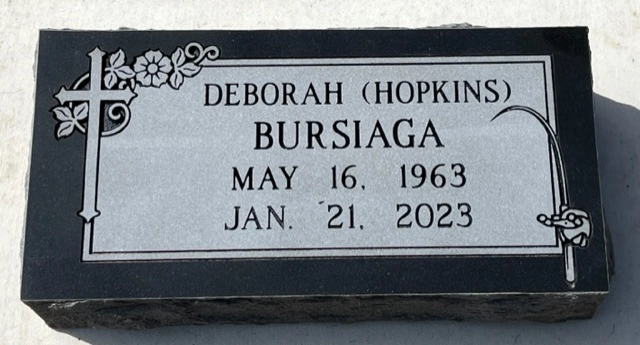 DEBORAH (HOPKINS)
BURSIAGA
MAY 16, 1963
JAN. 21, 2023